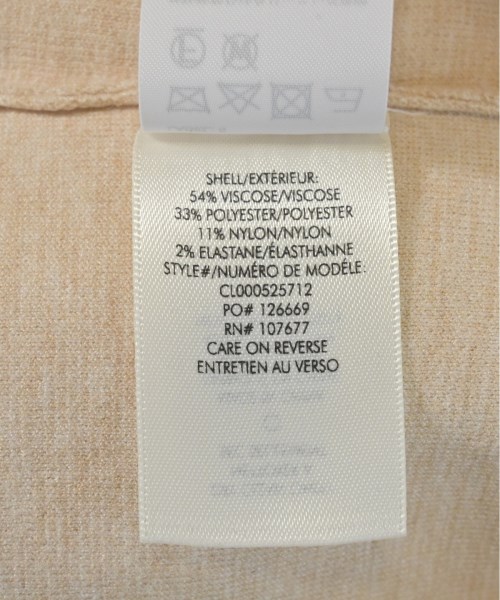 SHELL/EXTÉRIEUR:
54% VISCOSE/VISCOSE
33% POLYESTER/POLYESTER
11% NYLON/NYLON
2% ELASTANE/ÉLASTHANNE
STYLE#/NUMÉRO DE MODÉLE:
CL000525712
PO# 126669
RN# 107677
CARE ON REVERSE
ENTRETIEN AU VERSO